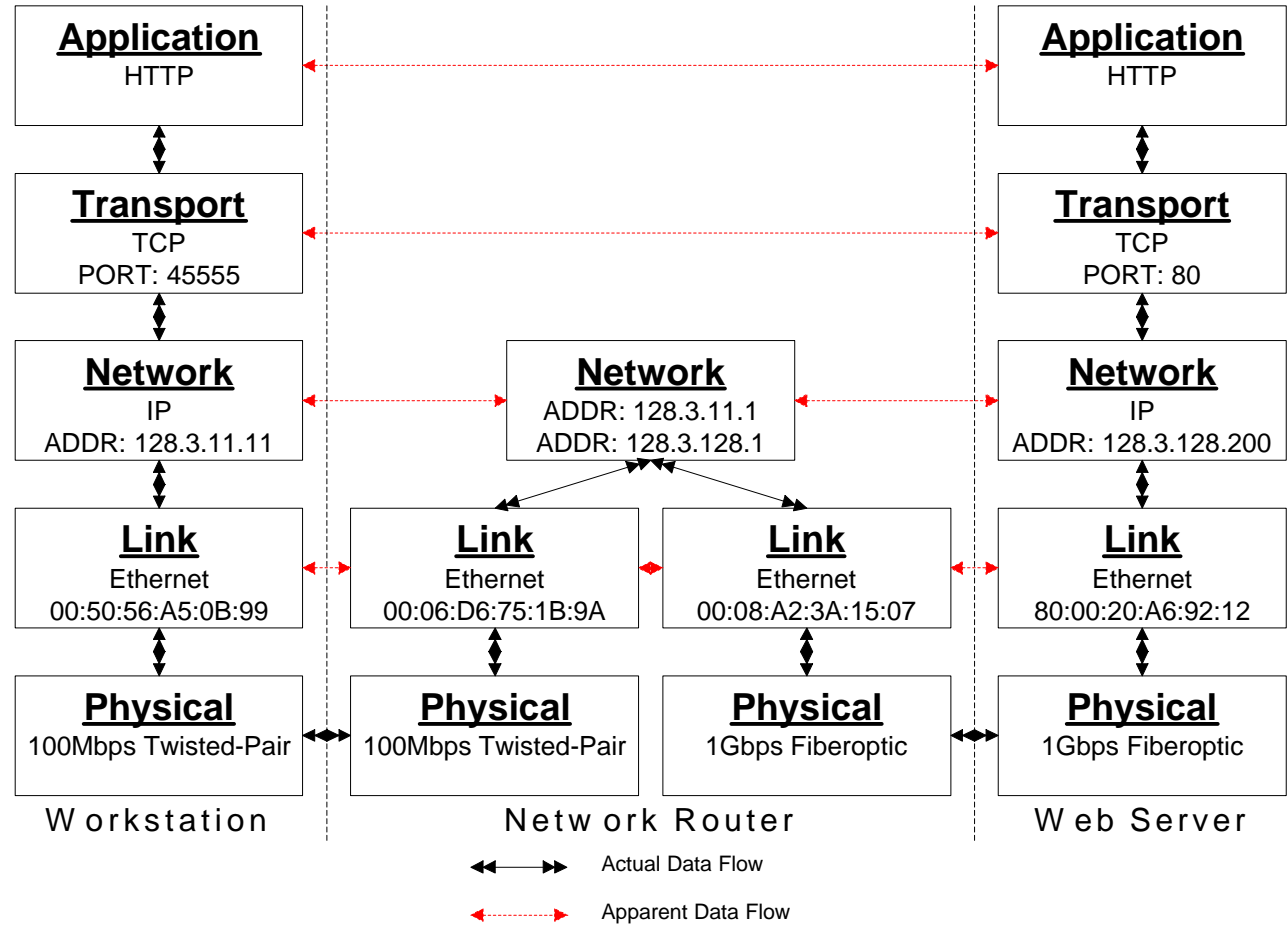 Application
HTTP
Application
HTTP
Transport
TCP
PORT: 45555
Transport
TCP
PORT: 80
Network
IP
ADDR: 128.3.11.11
Network
ADDR: 128.3.11.1
ADDR: 128.3.128.1
Network
IP
ADDR: 128.3.128.200
Link
Ethernet
00:50:56:A5:0B:99
Link
Ethernet
00:06:D6:75:1B:9A
Link
Ethernet
00:08:A2:3A:15:07
Link
Ethernet
80:00:20:A6:92:12
Physical
100Mbps Twisted-Pair
Physical
100Mbps Twisted-Pair
Physical
1Gbps Fiberoptic
Physical
1Gbps Fiberoptic
Workstation
Network Router
Web Server
Actual Data Flow
Apparent Data Flow